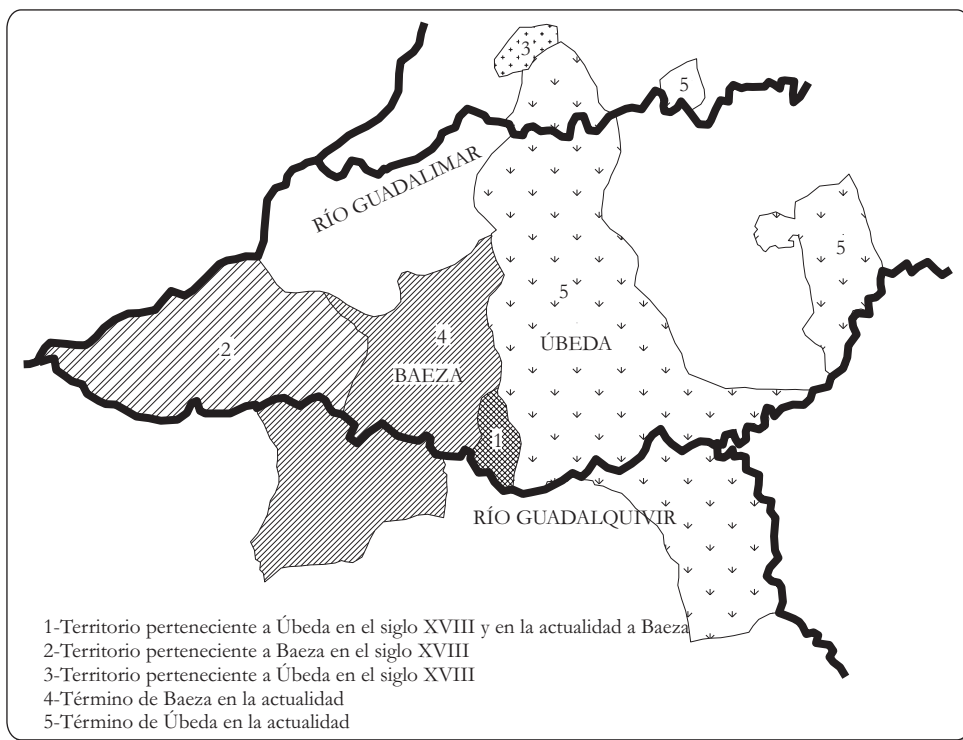 3
5
RÍO GUADALIMAR
5
5
2
4
ÚBEDA
BAEZA
1
RÍO GUADALQUIVIR
1-Territorio perteneciente a Úbeda en el siglo XVIII y en la actualidad a Baeza
2-Territorio perteneciente a Baeza en el siglo XVIII
3-Territorio perteneciente a Úbeda en el siglo XVIII
4-Término de Baeza en la actualidad
5-Término de Úbeda en la actualidad